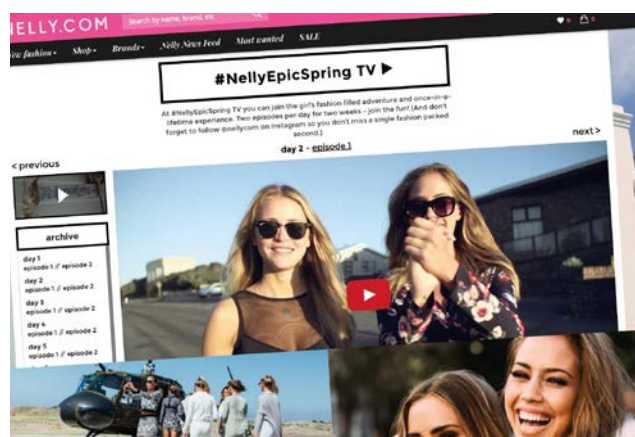 NELLY.COM
Search by name, brand, etc
New fashion
Shop
Brands
Nelly News Feed
Most wanted
SALE
#NellyEpicSpring TV
At #NellyEpicSpring TV you can join the girl's fashion filled adventure and once-in-a-
lifetime experience. Two episodes per day for two weeks - join the fun! (And don't
forget to follow @nellycom on Instagram so you don't miss a single fashion packed
second.)
day 2 - episode 1
< previous
next >
archive
day 1
episode 1 // episode 2
day 2
episode 1 // episode 2
day 3
episode 1 // episode 2
day 4
episode 1 // episode 2
day 5
episode 1 // episode 2